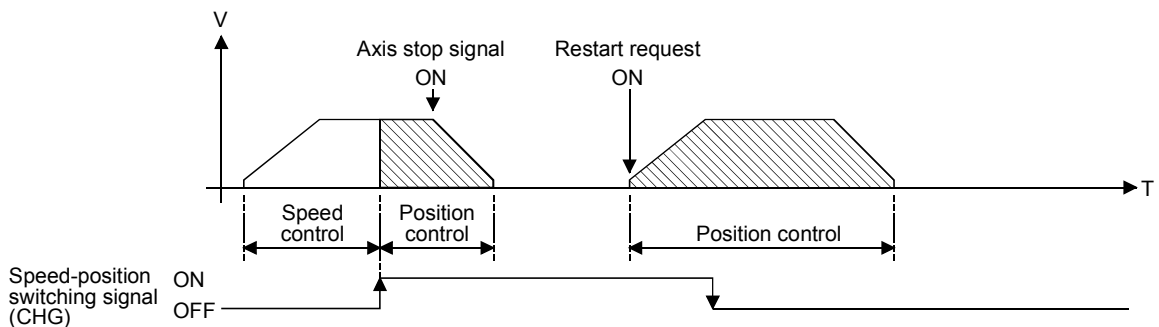 V
Axis stop signal
ON
Restart request
ON
T
Speed
control
Position
control
Position control
Speed-position
switching signal
(CHG)
ON
OFF